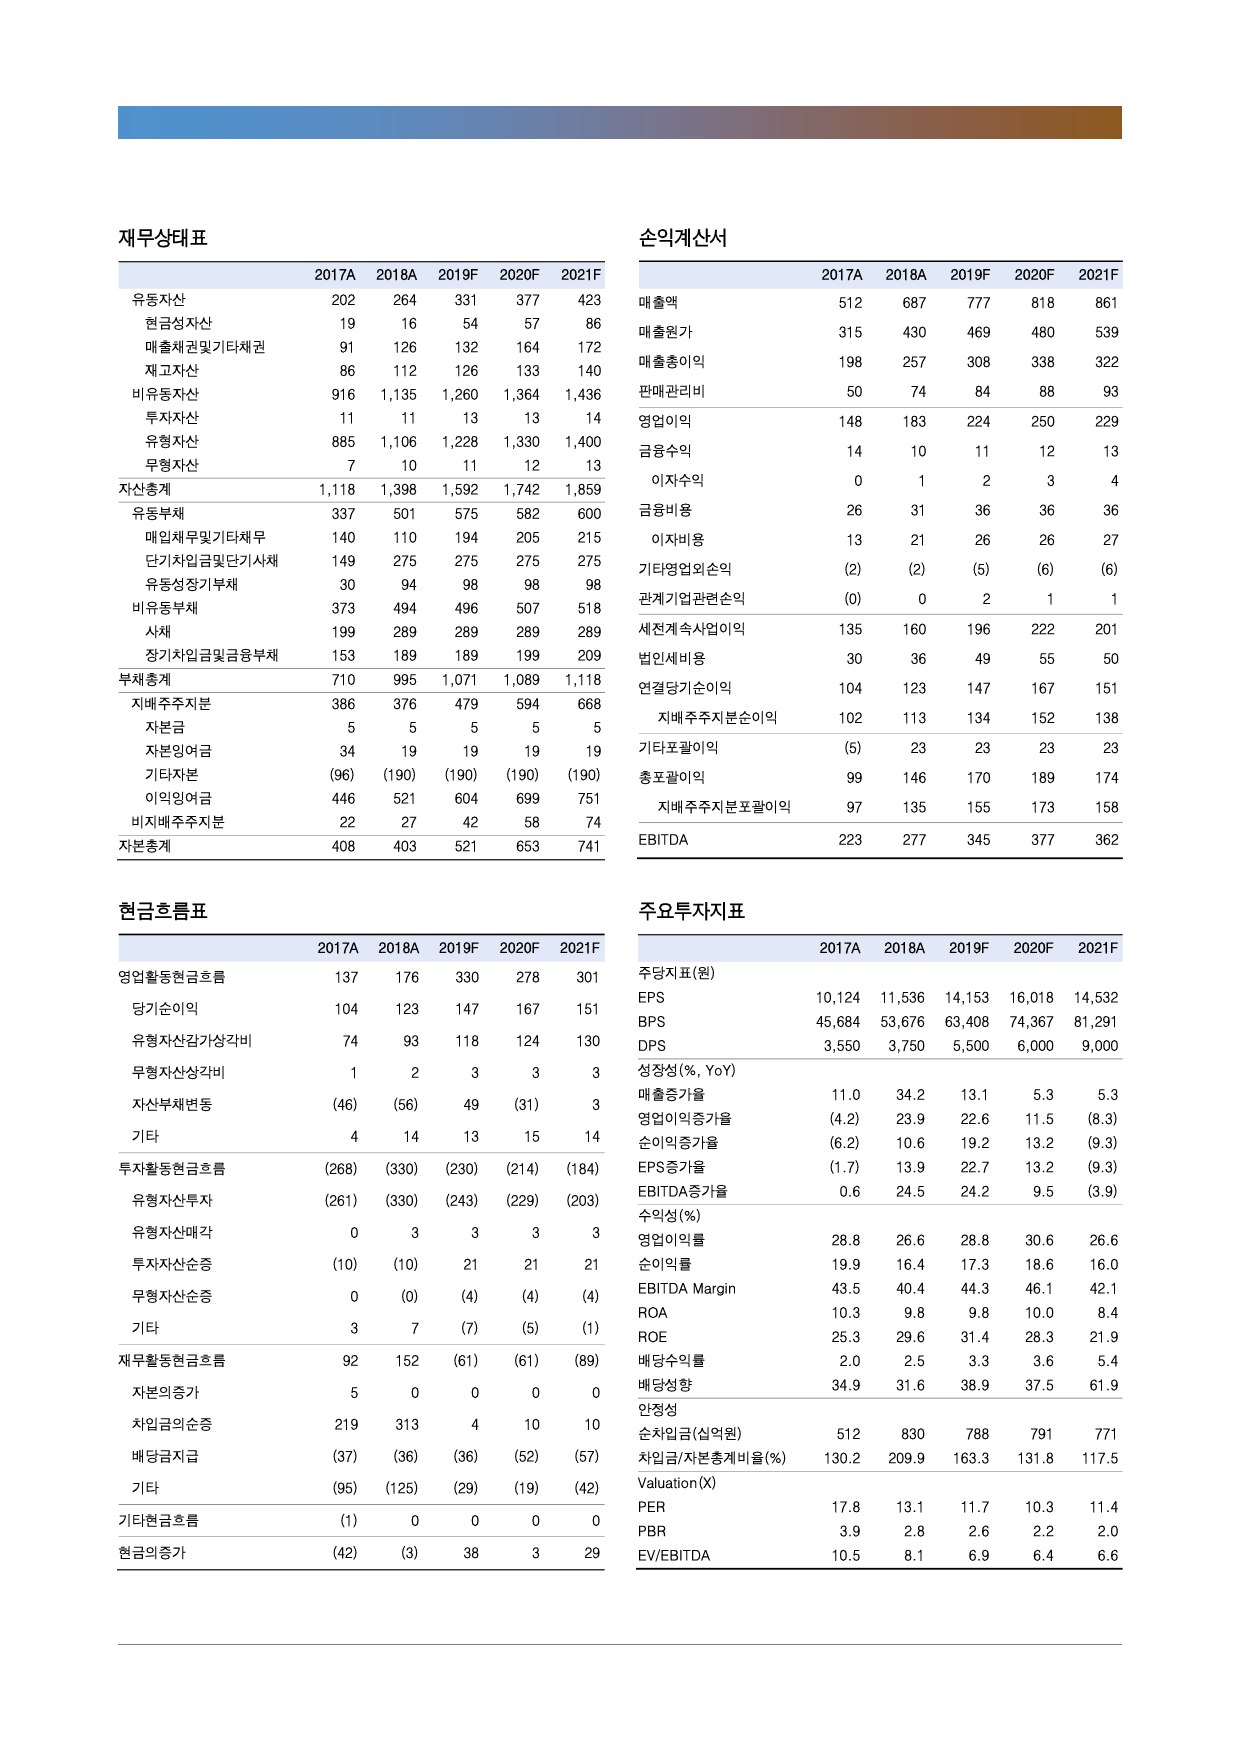 재무상태표
2017A 2018A 2019F 2020F 2021F
유동자산 202 264 331 377 423
현금성자산 19 16 54 57 86
매출채권및기타채권 91 126 132 164 172
재고자산 86 112 126 133 140
비유동자산 916 1,135 1,260 1,364 1,436
투자자산 11 11 13 13 14
유형자산 885 1,106 1,228 1,330 1,400
무형자산 7 10 11 12 13
자산총계 1,118 1,398 1,592 1,742 1,859
유동부채 337 501 575 582 600
매입채무및기타채무 140 110 194 205 215
단기차입금및단기사채 149 275 275 275 275
유동성장기부채 30 94 98 98 98
비유동부채 373 494 496 507 518
사채 199 289 289 289 289
장기차입금및금융부채 153 189 189 199 209
부채총계 710 995 1,071 1,089 1,118
지배주주지분 386 376 479 594 668
자본금 5 5 5 5 5
자본잉여금 34 19 19 19 19
기타자본 (96) (190) (190) (190) (190)
이익잉여금 446 521 604 699 751
비지배주주지분 22 27 42 58 74
자본총계 408 403 521 653 741
손익계산서
2017A 2018A 2019F 2020F 2021F
매출액 512 687 777 818 861
매출원가 315 430 469 480 539
매출총이익 198 257 308 338 322
판매관리비 50 74 84 88 93
영업이익 148 183 224 250 229
금융수익 14 10 11 12 13
이자수익 0 1 2 3 4
금융비용 26 31 36 36 36
이자비용 13 21 26 26 27
기타영업외손익 (2) (2) (5) (6) (6)
관계기업관련손익 (0) 0 2 1 1
세전계속사업이익 135 160 196 222 201
법인세비용 30 36 49 55 50
연결당기순이익 104 123 147 167 151
지배주주지분순이익 102 113 134 152 138
기타포괄이익 (5) 23 23 23 23
총포괄이익 99 146 170 189 174
지배주주지분포괄이익 97 135 155 173 158
EBITDA 223 277 345 377 362
현금흐름표
2017A 2018A 2019F 2020F 2021F
영업활동현금흐름 137 176 330 278 301
당기순이익 104 123 147 167 151
유형자산감가상각비 74 93 118 124 130
무형자산상각비 1 2 3 3 3
자산부채변동 (46) (56) 49 (31) 3
기타 4 14 13 15 14
투자활동현금흐름 (268) (330) (230) (214) (184)
유형자산투자 (261) (330) (243) (229) (203)
유형자산매각 0 3 3 3 3
투자자산순증 (10) (10) 21 21 21
무형자산순증 0 (0) (4) (4) (4)
기타 3 7 (7) (5) (1)
재무활동현금흐름 92 152 (61) (61) (89)
자본의증가 5 0 0 0 0
차입금의순증 219 313 4 10 10
배당금지급 (37) (36) (36) (52) (57)
기타 (95) (125) (29) (19) (42)
기타현금흐름 (1) 0 0 0 0
현금의증가 (42) (3) 38 3 29
주요투자지표
2017A 2018A 2019F 2020F 2021F
주당지표(원)
EPS 10,124 11,536 14,153 16,018 14,532
BPS 45,684 53,676 63,408 74,367 81,291
DPS 3,550 3,750 5,500 6,000 9,000
성장성(%, YoY)
매출증가율 11.0 34.2 13.1 5.3 5.3
영업이익증가율 (4.2) 23.9 22.6 11.5 (8.3)
순이익증가율 (6.2) 10.6 19.2 13.2 (9.3)
EPS증가율 (1.7) 13.9 22.7 13.2 (9.3)
EBITDA증가율 0.6 24.5 24.2 9.5 (3.9)
수익성(%)
영업이익률 28.8 26.6 28.8 30.6 26.6
순이익률 19.9 16.4 17.3 18.6 16.0
EBITDA Margin 43.5 40.4 44.3 46.1 42.1
ROA 10.3 9.8 9.8 10.0 8.4
ROE 25.3 29.6 31.4 28.3 21.9
배당수익률 2.0 2.5 3.3 3.6 5.4
배당성향 34.9 31.6 38.9 37.5 61.9
안정성
순차입금(십억원) 512 830 788 791 771
차입금/자본총계비율(%) 130.2 209.9 163.3 131.8 117.5
Valuation(X)
PER 17.8 13.1 11.7 10.3 11.4
PBR 3.9 2.8 2.6 2.2 2.0
EV/EBITDA 10.5 8.1 6.9 6.4 6.6